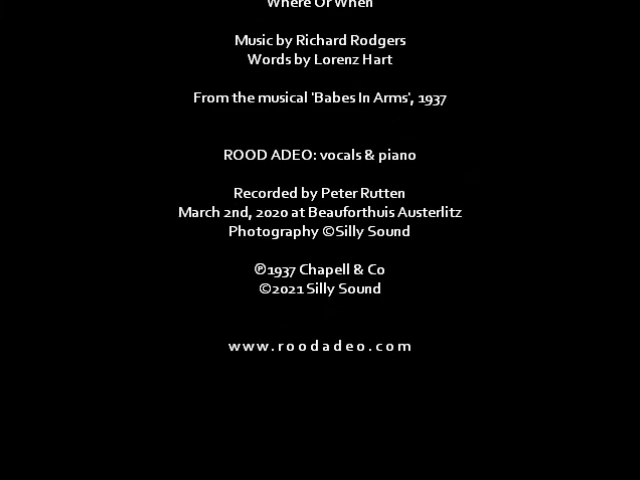 Where Or When
Music by Richard Rodgers
Words by Lorenz Hart
From the musical 'Babes In Arms', 1937
ROOD ADEO: vocals & piano
Recorded by Peter Rutten
March 2nd, 2020 at Beauforthuis Austerlitz
Photography ©Silly Sound
℗1937 Chapell & Co
©2021 Silly Sound
www.roodadeo.com